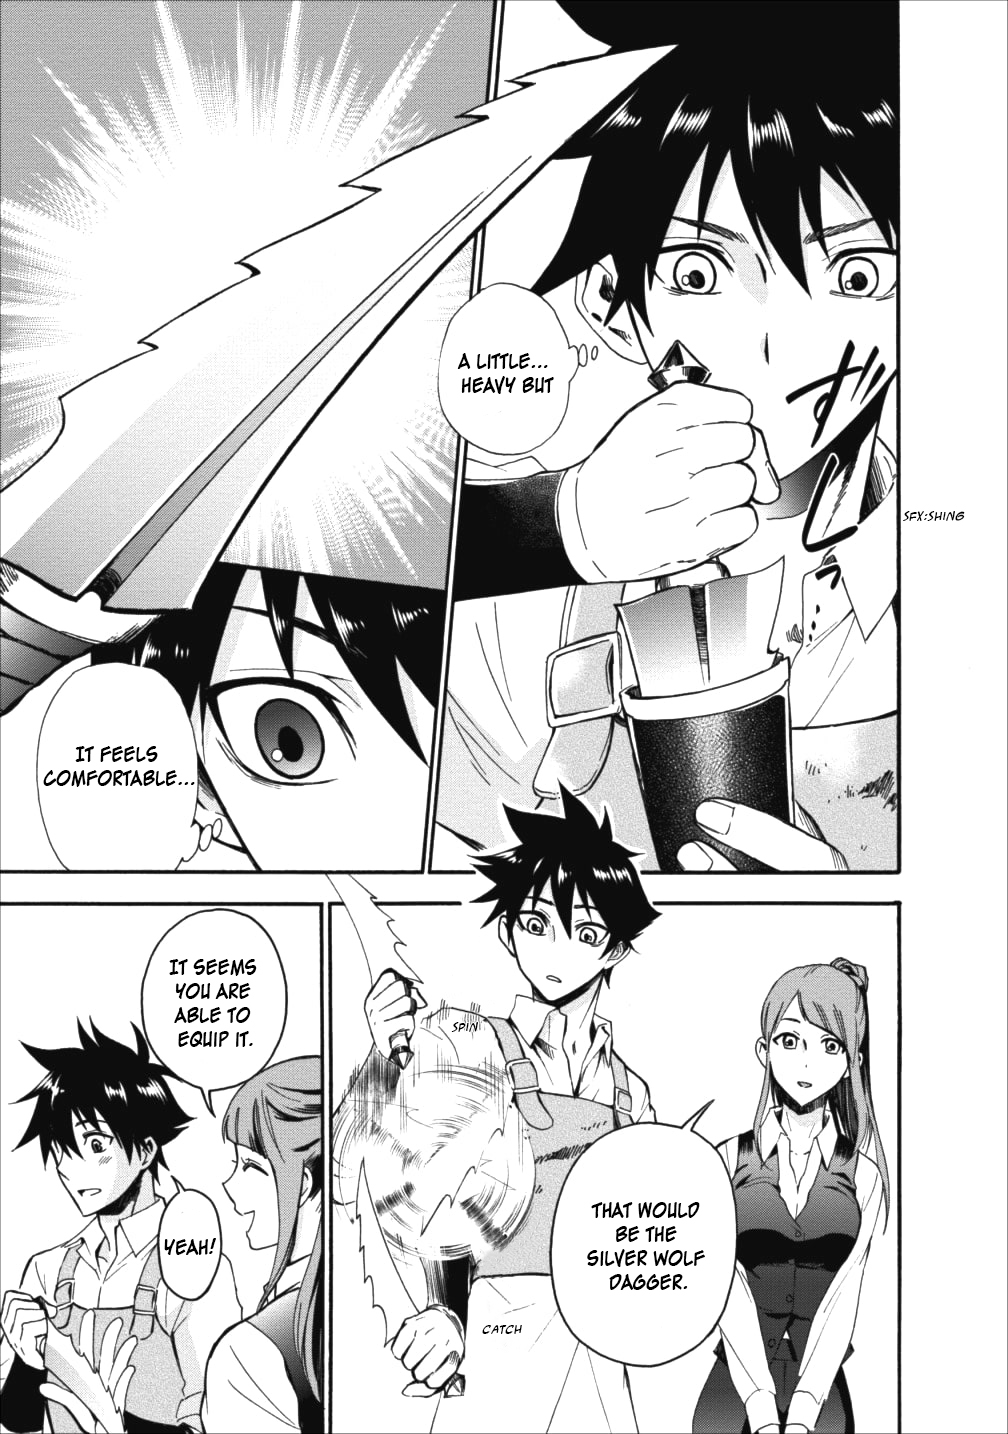 A LITTLE...
HEAVY BUT
SFX:SHING
IT FEELS
COMFORTABLE...
SPIN
CATCH
THAT WOULD
BE THE
SILVER WOLF
DAGGER.
IT SEEMS
YOU ARE
ABLE TO
EQUIP IT.
YEAH!